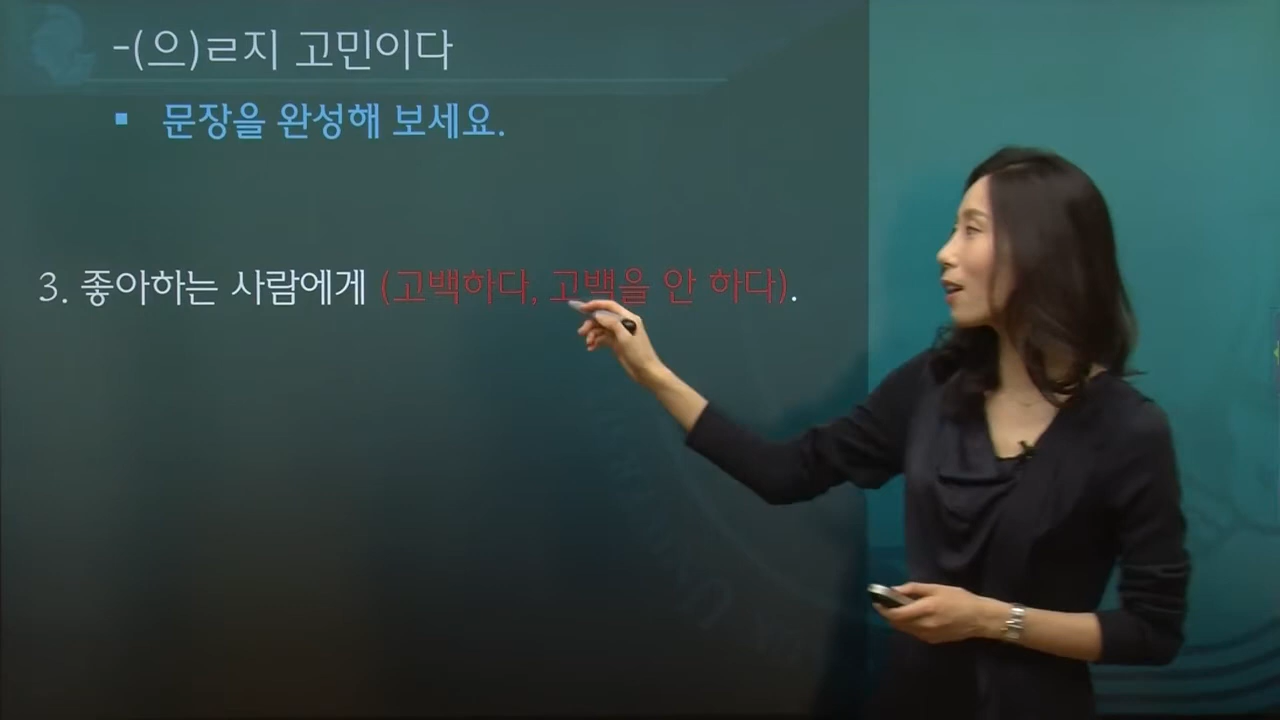 -(으)ㄹ지 고민이다
▪ 문장을 완성해 보세요.
3. 좋아하는 사람에게 (고백하다, 고백을 안 하다).